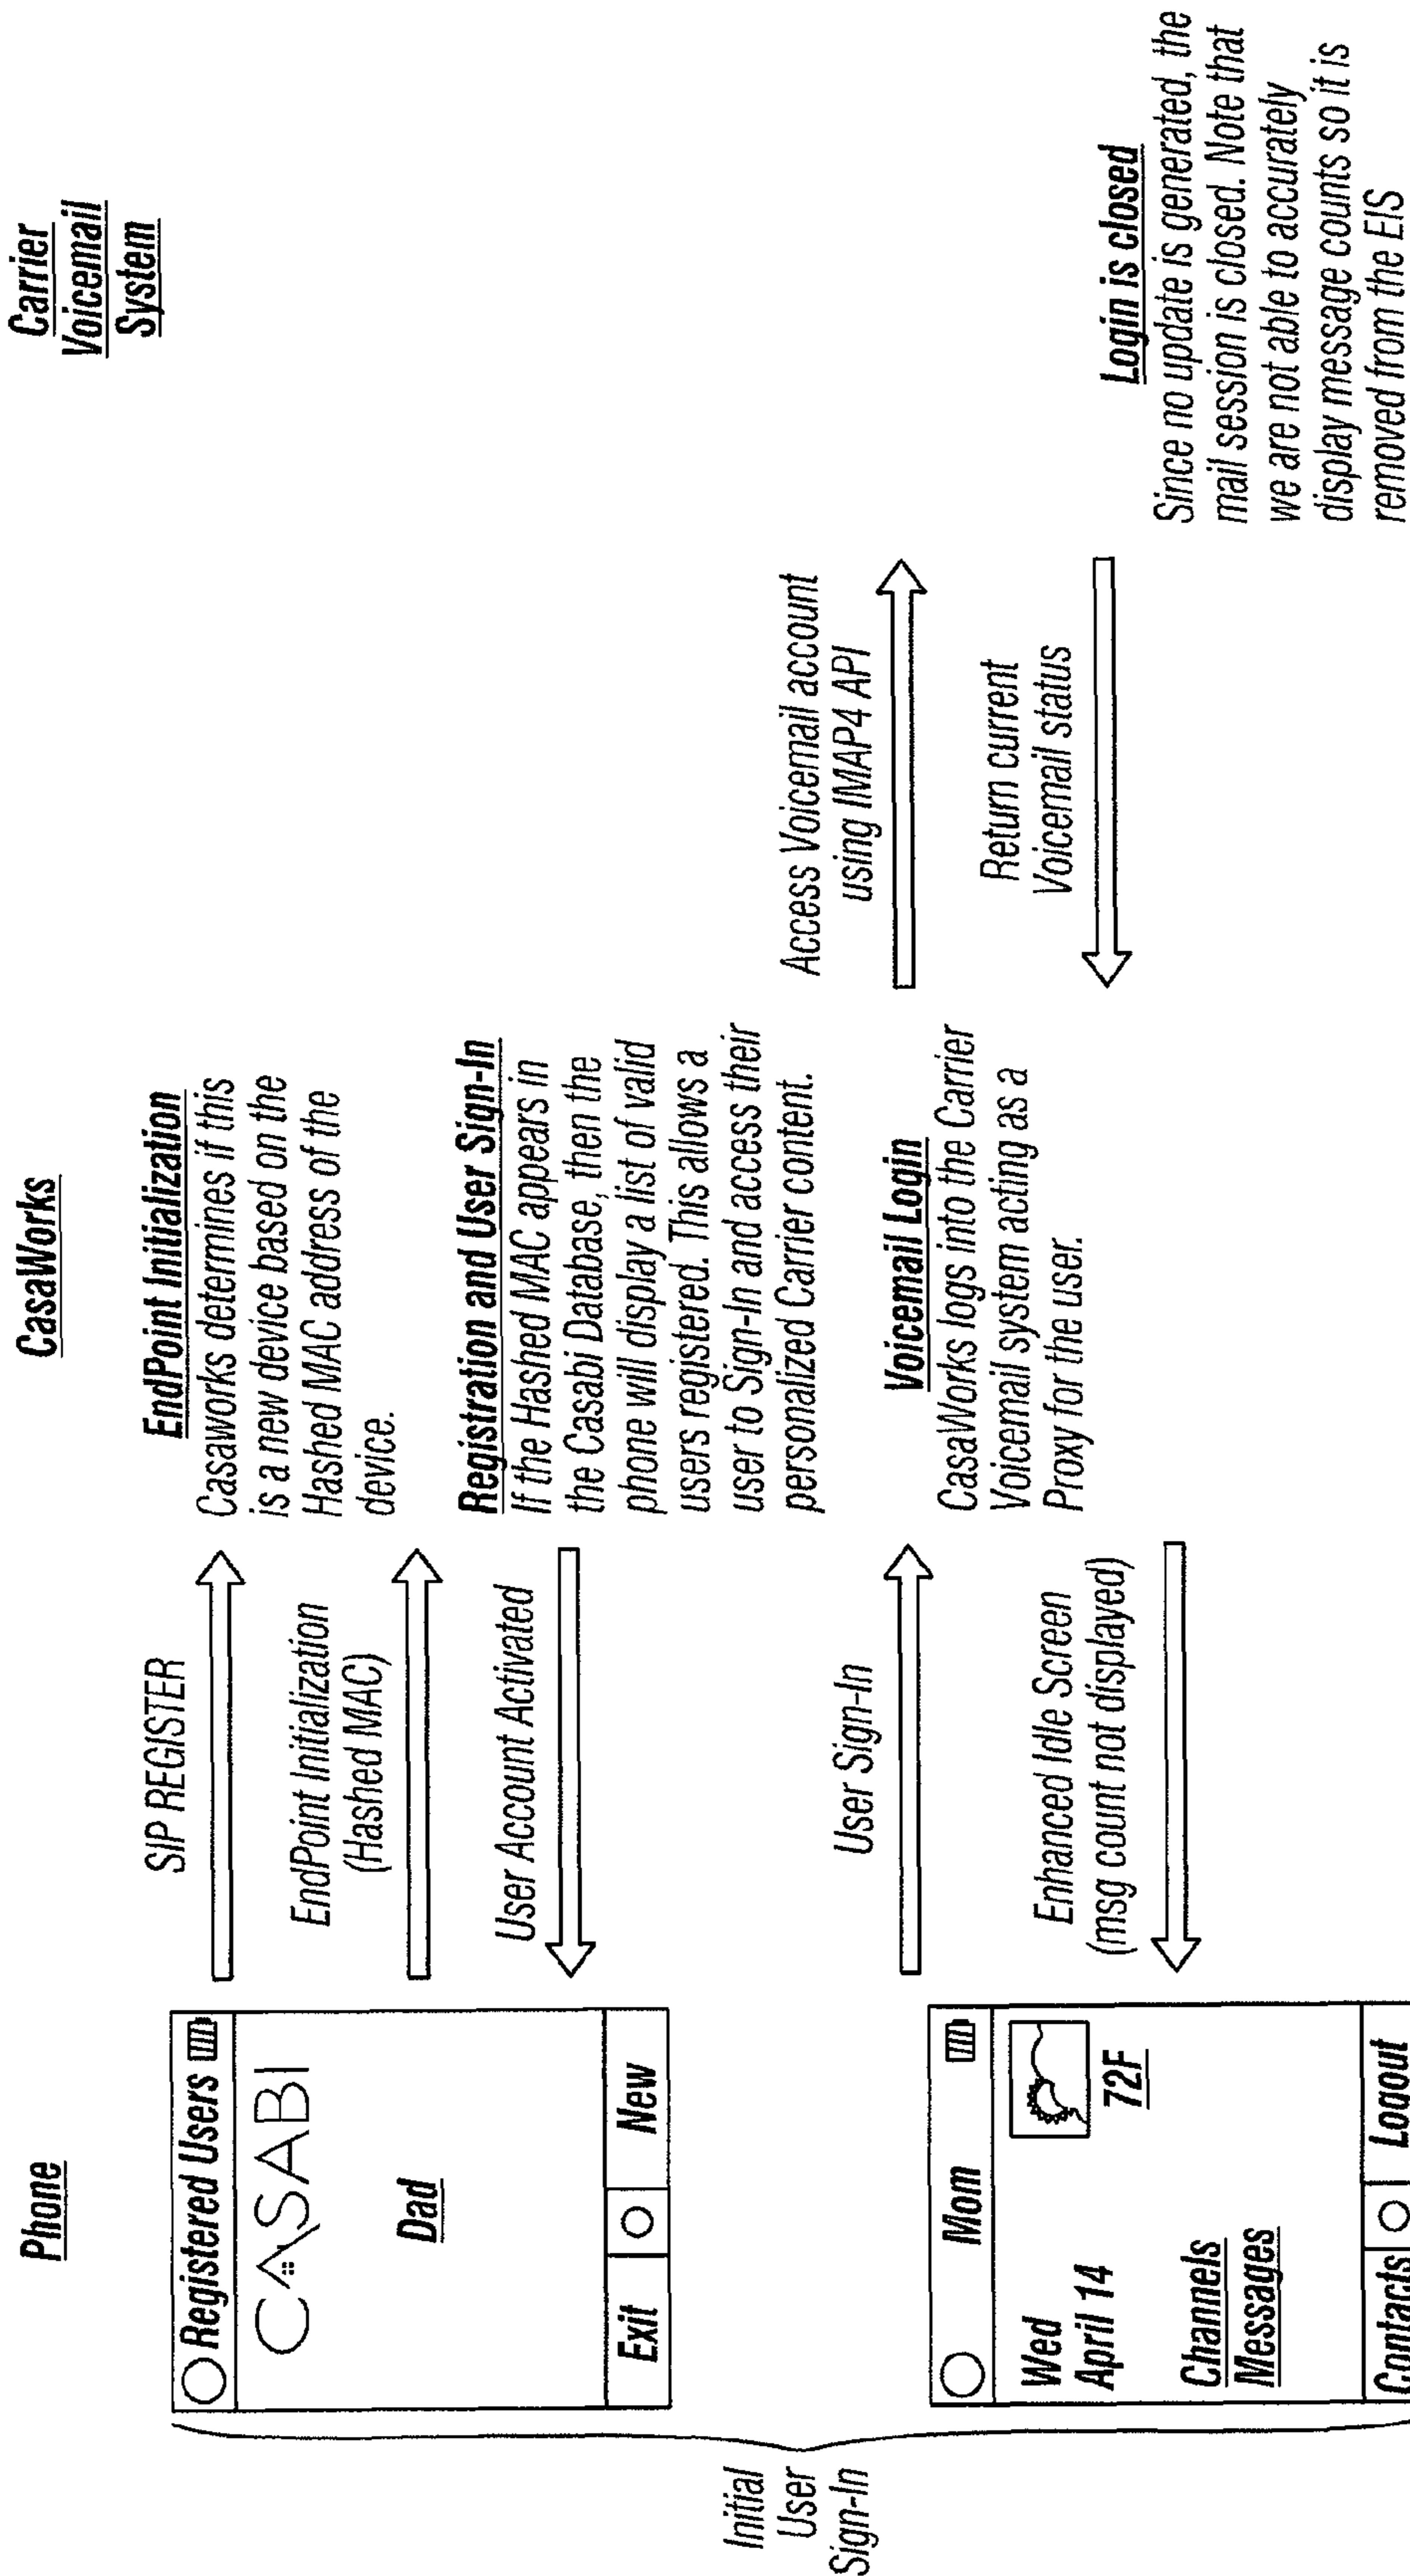 Phone
CasaWorks
Carrier
Voicemail
System
Initial
User
Sign-In
Registered Users
CASABI
Dad
Exit
New
SIP REGISTER
EndPoint Initialization
(Hashed MAC)
User Account Activated
EndPoint Initialization
Casaworks determines if this
is a new device based on the
Hashed MAC address of the
device.
Registration and User Sign-In
If the Hashed MAC appears in
the Casabi Database, then the
phone will display a list of valid
users registered. This allows a
user to Sign-In and access their
personalized Carrier content.
Mom
Wed
April 14
72F
Channels
Messages
Contacts
Logout
User Sign-In
Enhanced Idle Screen
(msg count not displayed)
Voicemail Login
CasaWorks logs into the Carrier
Voicemail system acting as a
Proxy for the user.
Access Voicemail account
using IMAP4 API
Return current
Voicemail status
Login is closed
Since no update is generated, the
mail session is closed. Note that
we are not able to accurately
display message counts so it is
removed from the EIS